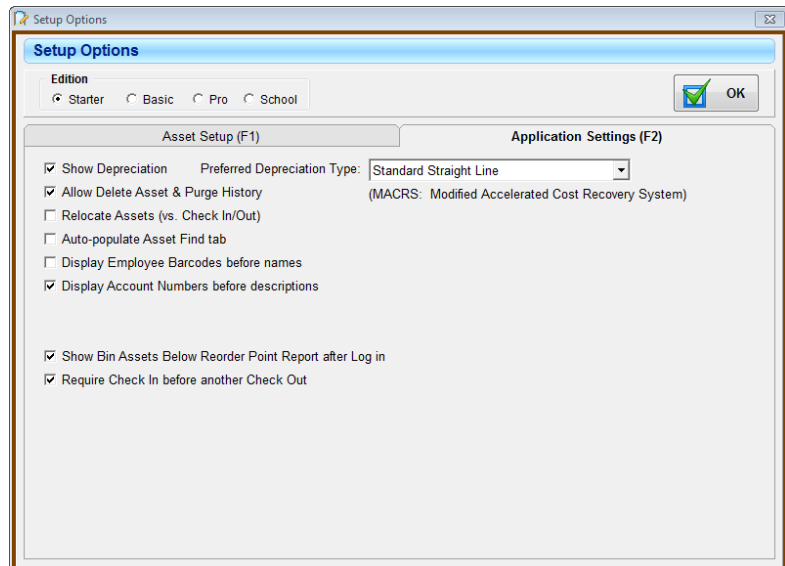 Setup Options
Setup Options
Edition
Starter Basic Pro School
OK
Asset Setup (F1) Application Settings (F2)
Show Depreciation Preferred Depreciation Type: Standard Straight Line
Allow Delete Asset & Purge History (MACRS: Modified Accelerated Cost Recovery System)
Relocate Assets (vs. Check In/Out)
Auto-populate Asset Find tab
Display Employee Barcodes before names
Display Account Numbers before descriptions
Show Bin Assets Below Reorder Point Report after Log in
Require Check In before another Check Out